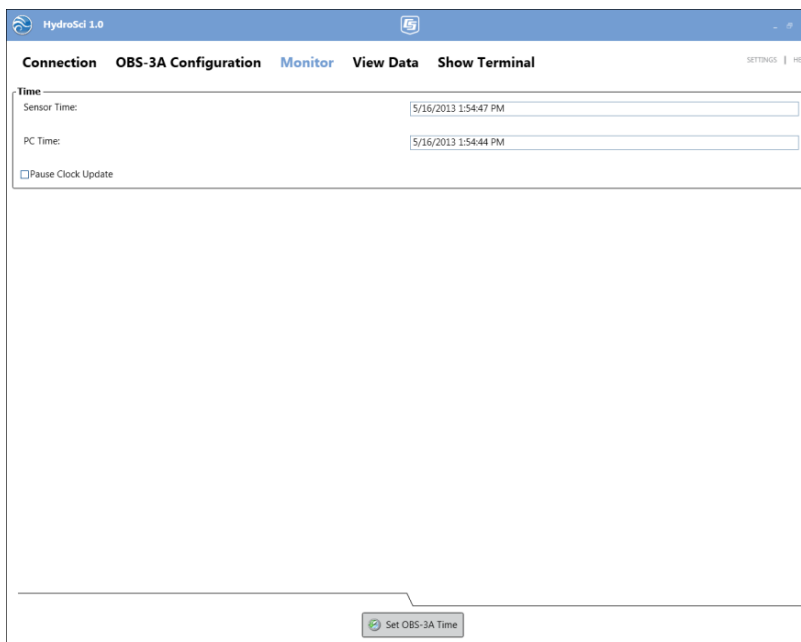 HydroSci 1.0
Connection OBS-3A Configuration Monitor View Data Show Terminal SETTINGS |
Time
Sensor Time: 5/16/2013 1:54:47 PM
PC Time: 5/16/2013 1:54:44 PM
Pause Clock Update
Set OBS-3A Time